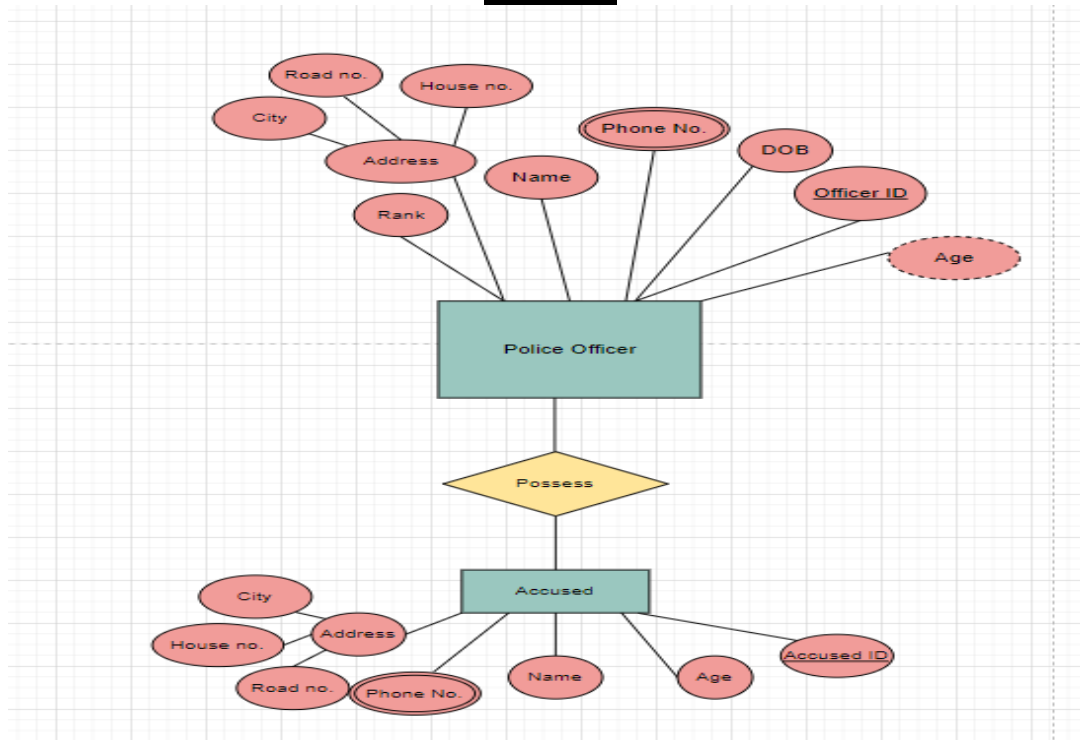 Road no.
House no.
City
Phone No.
DOB
Address
Name
Officer ID
Rank
Age
Police Officer
Possess
Accused
City
Address
House no.
Accused ID
Road no.
Phone No.
Name
Age